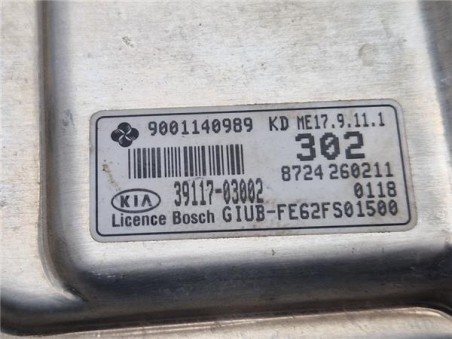 9001140989 KD ME17.9.11.1
302
8724 260211
KIA 39117-03002 0118
Licence Bosch GIUB-FE62FS01500